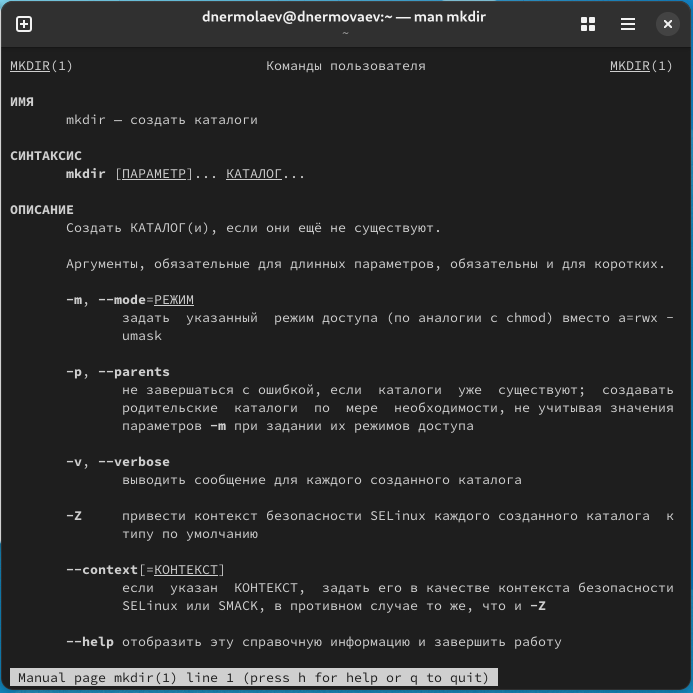 dnermolaev@dnermovaev:~ — man mkdir
~
MKDIR(1) Команды пользователя MKDIR(1)
ИМЯ
mkdir — создать каталоги
СИНТАКСИС
mkdir [ПАРАМЕТР]... КАТАЛОГ...
ОПИСАНИЕ
Создать КАТАЛОГ(и), если они ещё не существуют.
Аргументы, обязательные для длинных параметров, обязательны и для коротких.
-m, --mode=РЕЖИМ
задать указанный режим доступа (по аналогии с chmod) вместо a=rwx -
umask
-p, --parents
не завершаться с ошибкой, если каталоги уже существуют; создавать
родительские каталоги по мере необходимости, не учитывая значения
параметров -m при задании их режимов доступа
-v, --verbose
выводить сообщение для каждого созданного каталога
-Z привести контекст безопасности SELinux каждого созданного каталога к
типу по умолчанию
--context[=КОНТЕКСТ]
если указан КОНТЕКСТ, задать его в качестве контекста безопасности
SELinux или SMACK, в противном случае то же, что и -Z
--help отобразить эту справочную информацию и завершить работу
Manual page mkdir(1) line 1 (press h for help or q to quit)